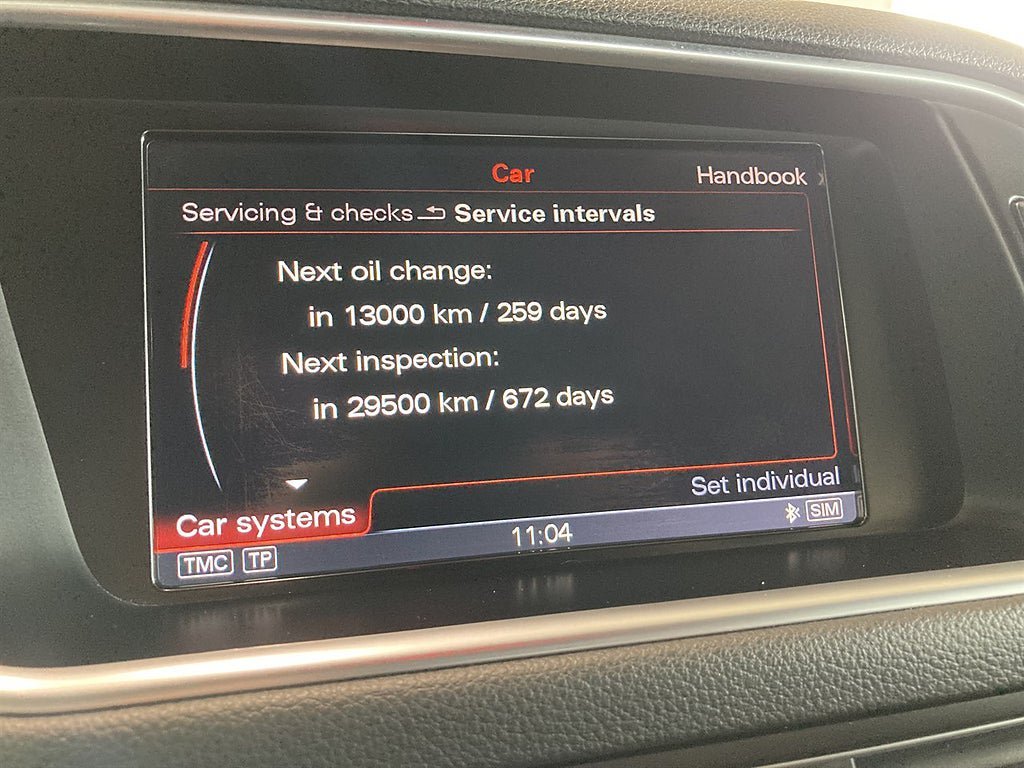 Car
Handbook
Servicing & checks Service intervals
Next oil change:
in 13000 km / 259 days
Next inspection:
in 29500 km / 672 days
Set individual
Car systems
TMC TP 11:04 SIM